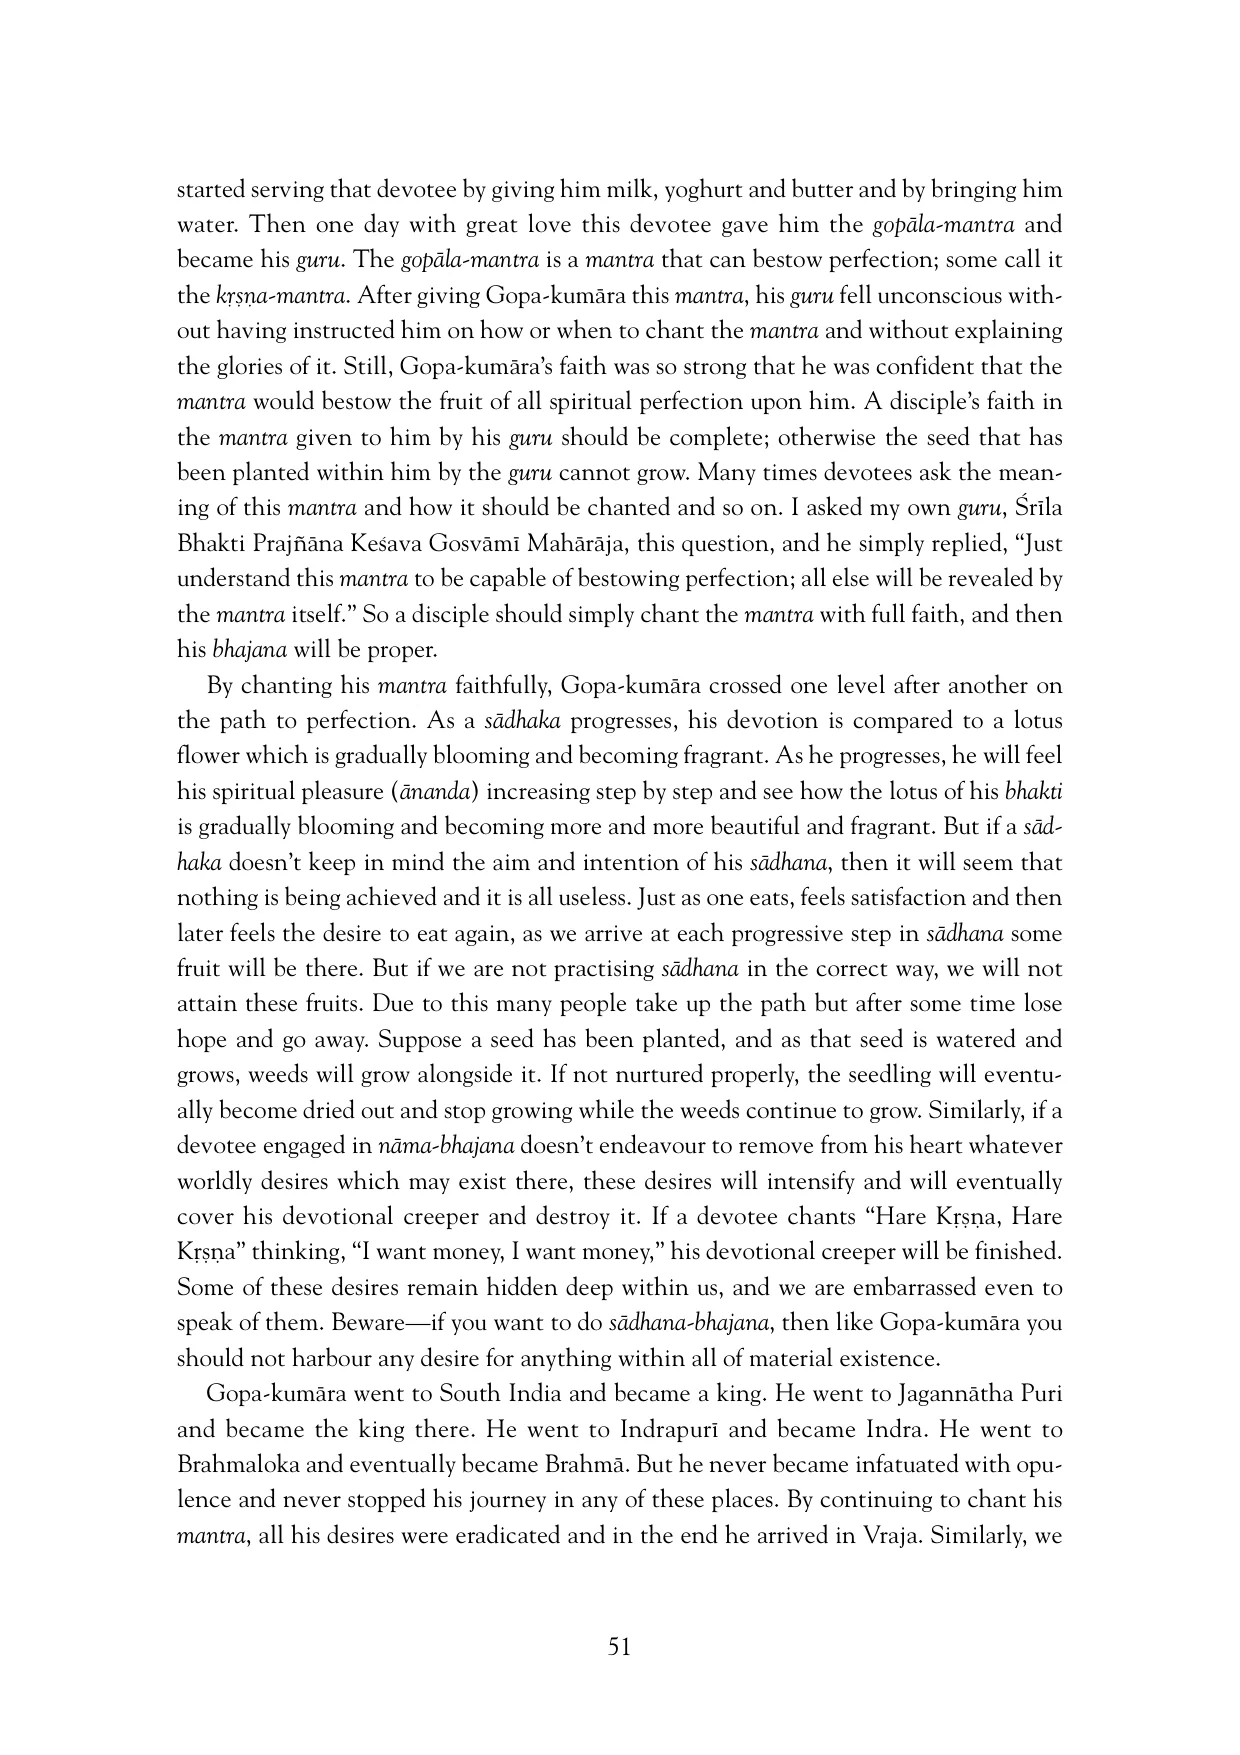 started serving that devotee by giving him milk, yoghurt and butter and by bringing him
water. Then one day with great love this devotee gave him the gopāla-mantra and
became his guru. The gopāla-mantra is a mantra that can bestow perfection; some call it
the kṛṣṇa-mantra. After giving Gopa-kumāra this mantra, his guru fell unconscious with-
out having instructed him on how or when to chant the mantra and without explaining
the glories of it. Still, Gopa-kumāra’s faith was so strong that he was confident that the
mantra would bestow the fruit of all spiritual perfection upon him. A disciple’s faith in
the mantra given to him by his guru should be complete; otherwise the seed that has
been planted within him by the guru cannot grow. Many times devotees ask the mean-
ing of this mantra and how it should be chanted and so on. I asked my own guru, Śrīla
Bhakti Prajñāna Keśava Gosvāmī Mahārāja, this question, and he simply replied, “Just
understand this mantra to be capable of bestowing perfection; all else will be revealed by
the mantra itself.” So a disciple should simply chant the mantra with full faith, and then
his bhajana will be proper.
By chanting his mantra faithfully, Gopa-kumāra crossed one level after another on
the path to perfection. As a sādhaka progresses, his devotion is compared to a lotus
flower which is gradually blooming and becoming fragrant. As he progresses, he will feel
his spiritual pleasure (ānanda) increasing step by step and see how the lotus of his bhakti
is gradually blooming and becoming more and more beautiful and fragrant. But if a sād-
haka doesn’t keep in mind the aim and intention of his sādhana, then it will seem that
nothing is being achieved and it is all useless. Just as one eats, feels satisfaction and then
later feels the desire to eat again, as we arrive at each progressive step in sādhana some
fruit will be there. But if we are not practising sādhana in the correct way, we will not
attain these fruits. Due to this many people take up the path but after some time lose
hope and go away. Suppose a seed has been planted, and as that seed is watered and
grows, weeds will grow alongside it. If not nurtured properly, the seedling will eventu-
ally become dried out and stop growing while the weeds continue to grow. Similarly, if a
devotee engaged in nāma-bhajana doesn’t endeavour to remove from his heart whatever
worldly desires which may exist there, these desires will intensify and will eventually
cover his devotional creeper and destroy it. If a devotee chants “Hare Kṛṣṇa, Hare
Kṛṣṇa” thinking, “I want money, I want money,” his devotional creeper will be finished.
Some of these desires remain hidden deep within us, and we are embarrassed even to
speak of them. Beware—if you want to do sādhana-bhajana, then like Gopa-kumāra you
should not harbour any desire for anything within all of material existence.
Gopa-kumāra went to South India and became a king. He went to Jagannātha Puri
and became the king there. He went to Indrapurī and became Indra. He went to
Brahmaloka and eventually became Brahmā. But he never became infatuated with opu-
lence and never stopped his journey in any of these places. By continuing to chant his
mantra, all his desires were eradicated and in the end he arrived in Vraja. Similarly, we
51